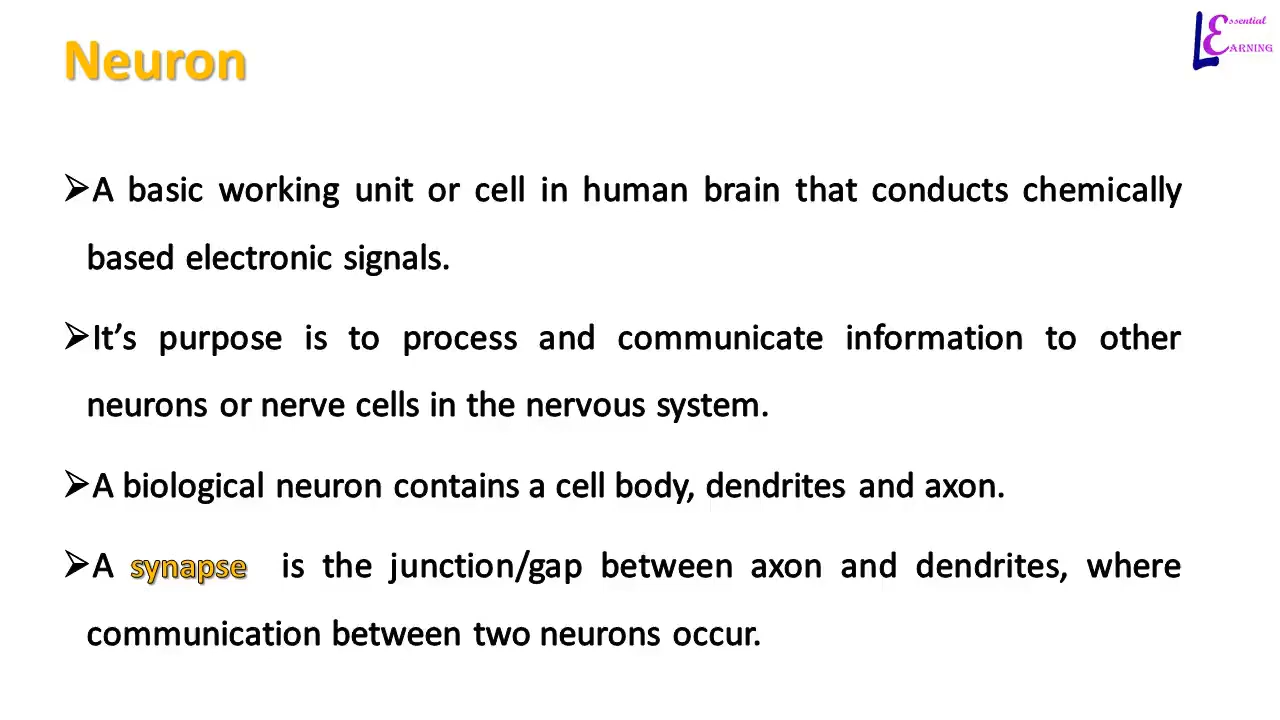 Essential
LEARNING
Neuron
➢A basic working unit or cell in human brain that conducts chemically
based electronic signals.
➢It’s purpose is to process and communicate information to other
neurons or nerve cells in the nervous system.
➢A biological neuron contains a cell body, dendrites and axon.
➢A synapse is the junction/gap between axon and dendrites, where
communication between two neurons occur.